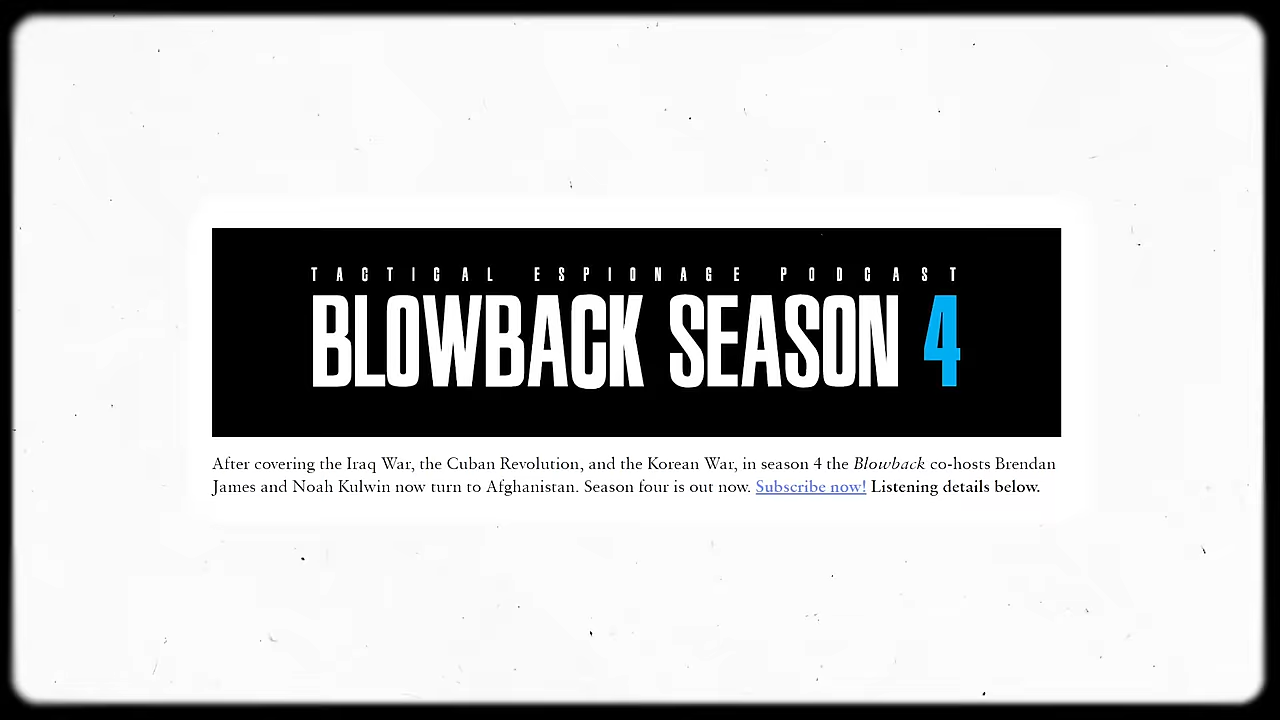 TACTICAL ESPIONAGE PODCAST
BLOWBACK SEASON 4
After covering the Iraq War, the Cuban Revolution, and the Korean War, in season 4 the Blowback co-hosts Brendan
James and Noah Kulwin now turn to Afghanistan. Season four is out now. Subscribe now! Listening details below.